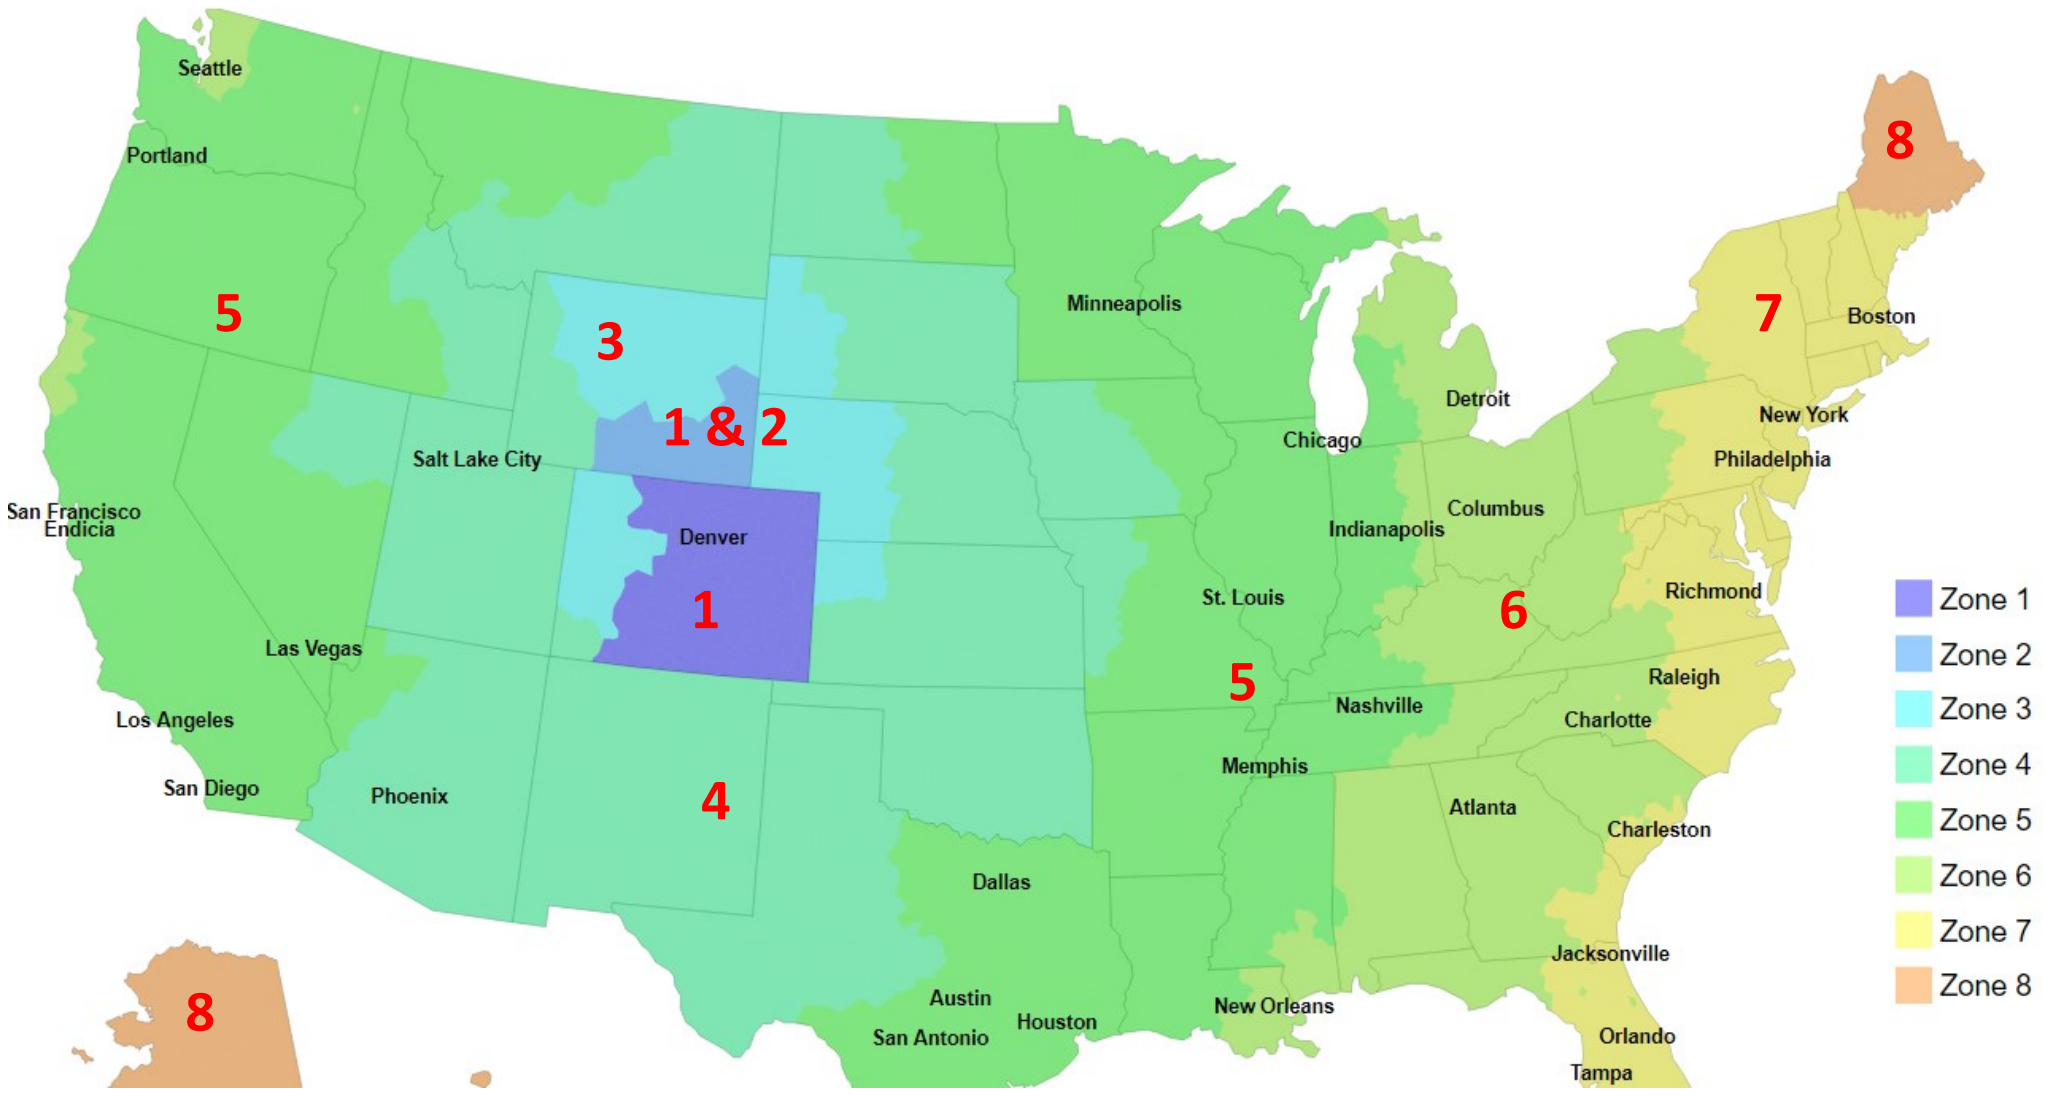 Seattle
Portland
8
5
Minneapolis
7
Boston
3
Detroit
New York
1 & 2
Chicago
Salt Lake City
Philadelphia
San Francisco
Endicia
Columbus
Indianapolis
Denver
St. Louis
Richmond
1
6
Las Vegas
5
Raleigh
Nashville
Charlotte
Los Angeles
Memphis
San Diego
Phoenix
4
Atlanta
Charleston
Dallas
Jacksonville
Austin
New Orleans
Houston
San Antonio
Orlando
Tampa
8
Zone 1
Zone 2
Zone 3
Zone 4
Zone 5
Zone 6
Zone 7
Zone 8